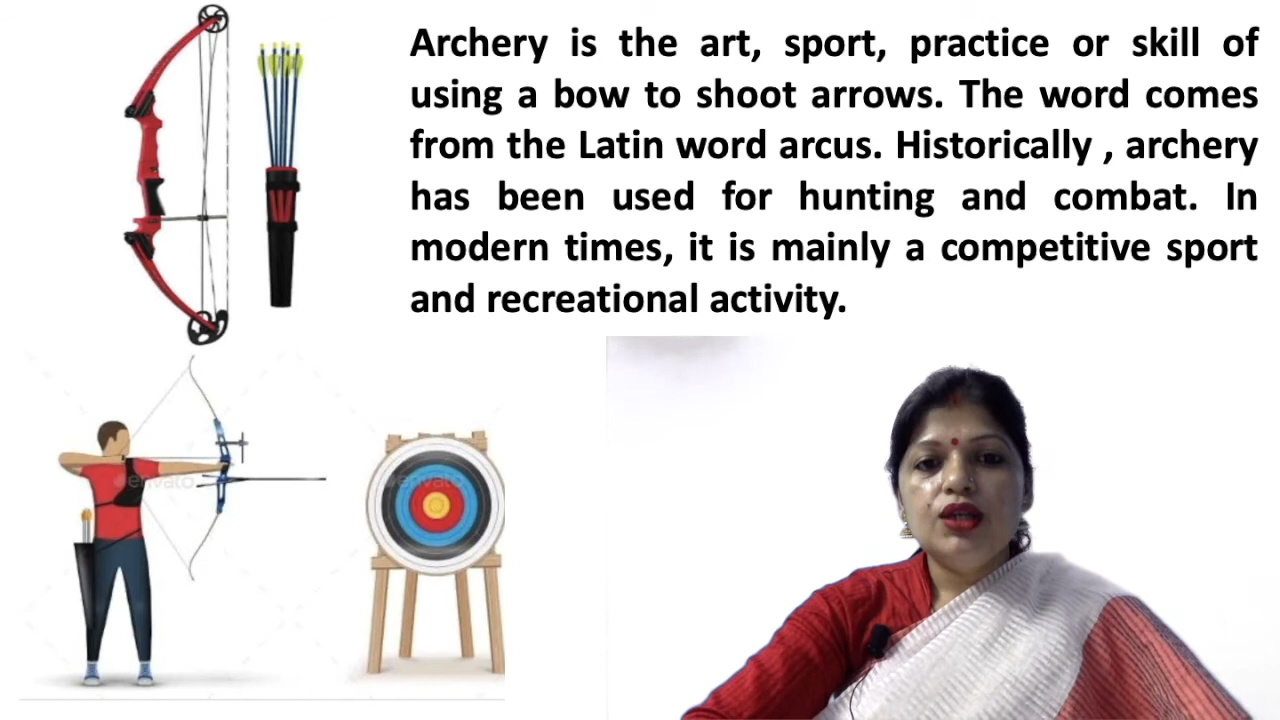 Archery is the art, sport, practice or skill of
using a bow to shoot arrows. The word comes
from the Latin word arcus. Historically , archery
has been used for hunting and combat. In
modern times, it is mainly a competitive sport
and recreational activity.
envato
envato